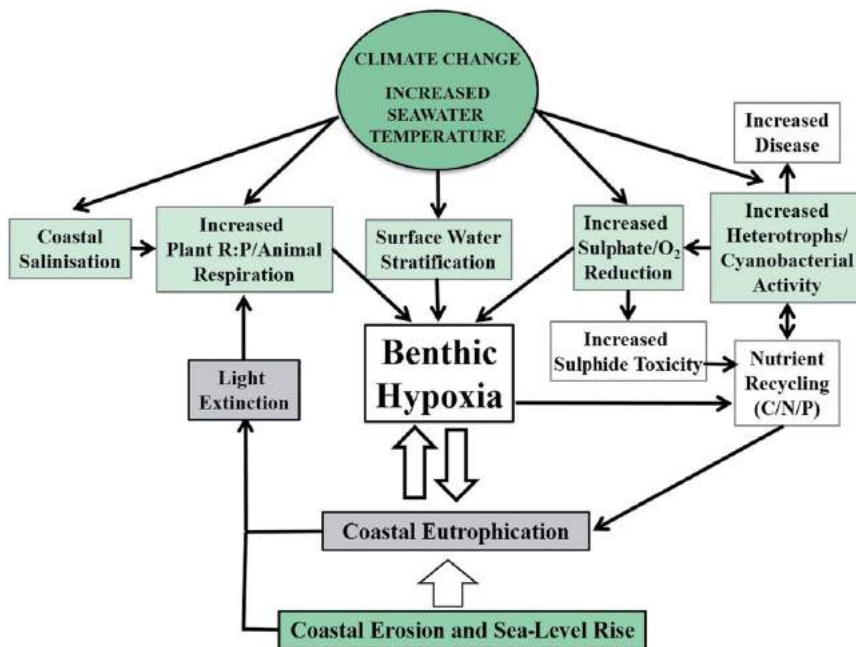 CLIMATE CHANGE
INCREASED
SEAWATER
TEMPERATURE
Increased
Disease
Coastal
Salinisation
Increased
Plant R:P/Animal
Respiration
Surface Water
Stratification
Increased
Sulphate/O₂
Reduction
Increased
Heterotrophs/
Cyanobacterial
Activity
Benthic
Hypoxia
Increased
Sulphide Toxicity
Nutrient
Recycling
(C/N/P)
Light
Extinction
Coastal Eutrophication
Coastal Erosion and Sea-Level Rise